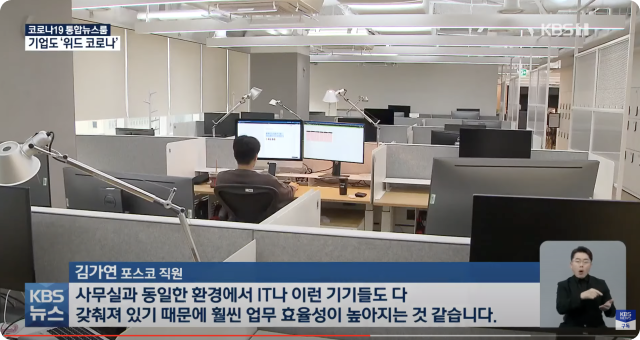 코로나19 통합뉴스룸
기업도 '위드 코로나'
KBS 1
김가연 포스코 직원
KBS
뉴스
사무실과 동일한 환경에서 IT나 이런 기기들도 다
갖춰져 있기 때문에 훨씬 업무 효율성이 높아지는 것 같습니다.
구독